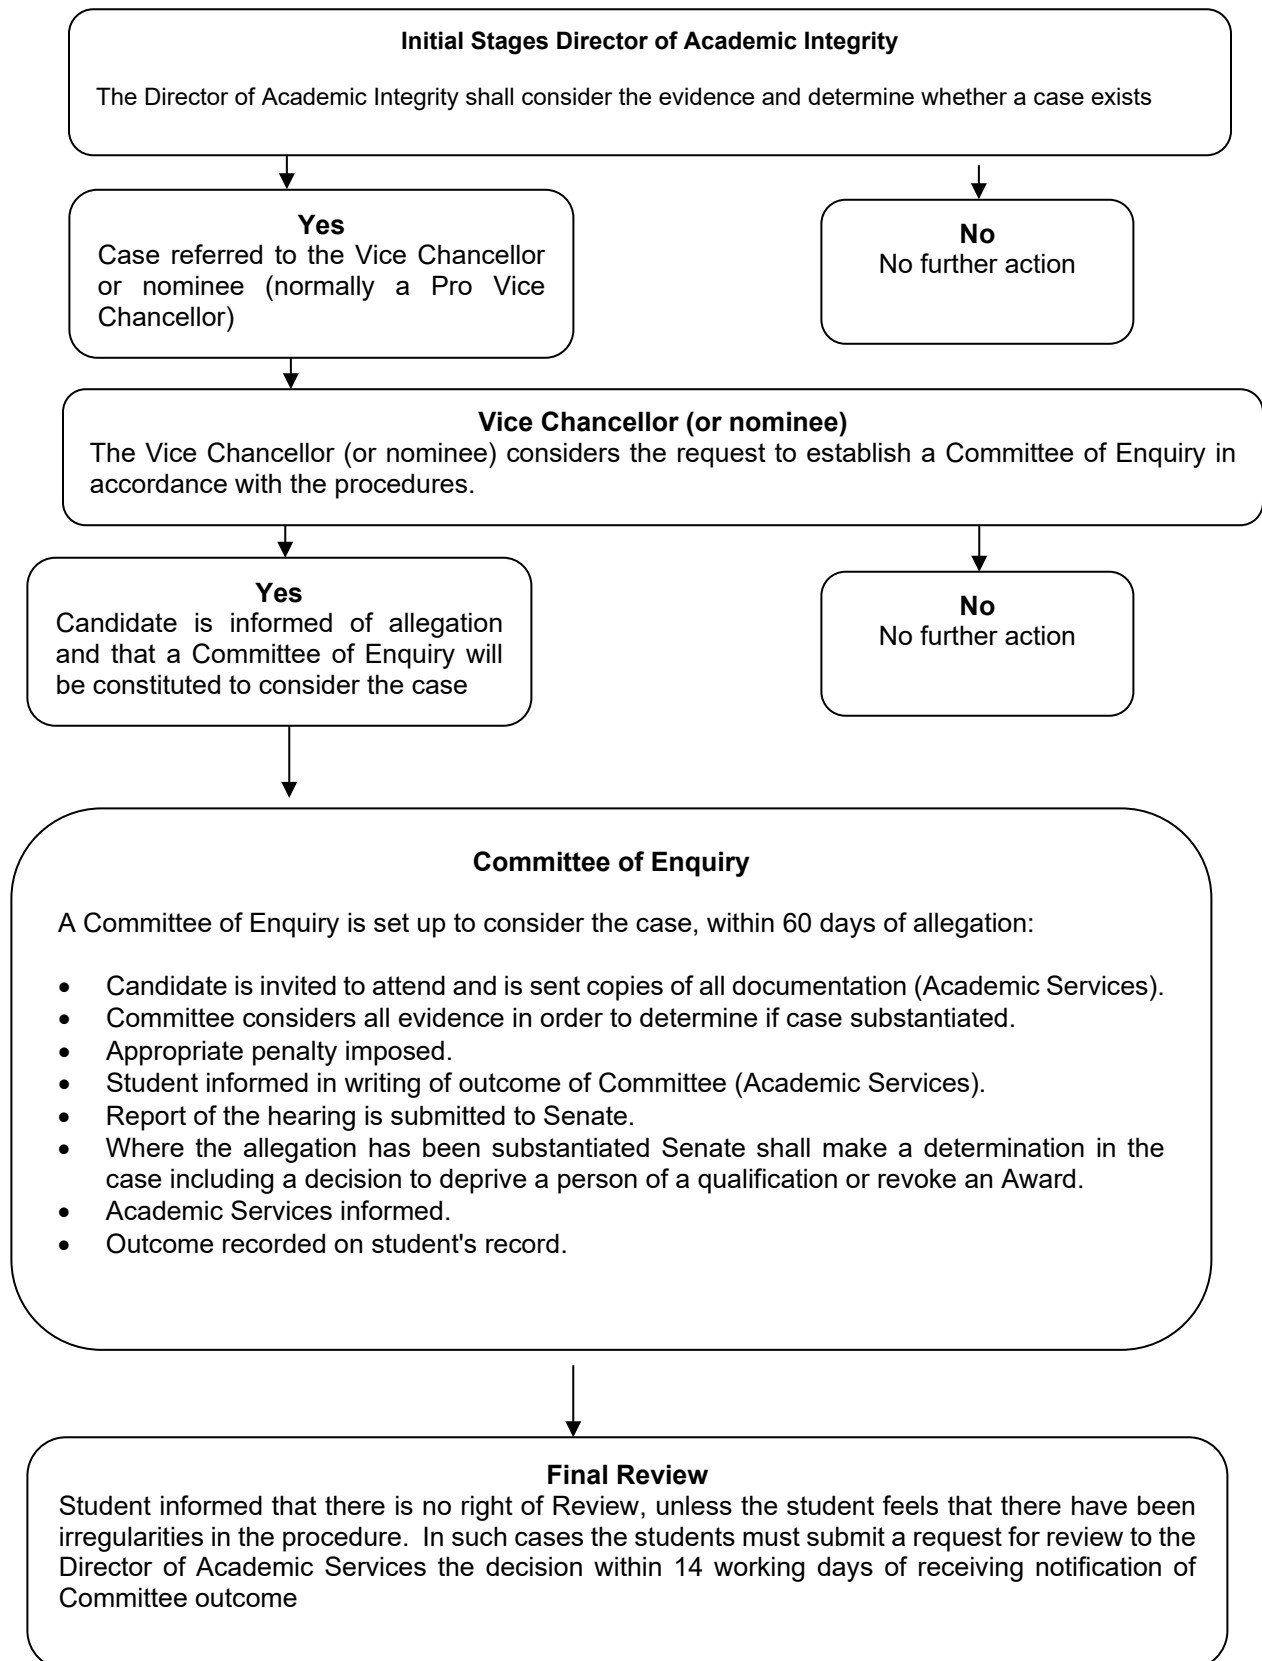 Initial Stages Director of Academic Integrity
The Director of Academic Integrity shall consider the evidence and determine whether a case exists
Yes
Case referred to the Vice Chancellor
or nominee (normally a Pro Vice
Chancellor)
No
No further action
Vice Chancellor (or nominee)
The Vice Chancellor (or nominee) considers the request to establish a Committee of Enquiry in
accordance with the procedures.
Yes
Candidate is informed of allegation
and that a Committee of Enquiry will
be constituted to consider the case
No
No further action
Committee of Enquiry
A Committee of Enquiry is set up to consider the case, within 60 days of allegation:
• Candidate is invited to attend and is sent copies of all documentation (Academic Services).
• Committee considers all evidence in order to determine if case substantiated.
• Appropriate penalty imposed.
• Student informed in writing of outcome of Committee (Academic Services).
• Report of the hearing is submitted to Senate.
• Where the allegation has been substantiated Senate shall make a determination in the
case including a decision to deprive a person of a qualification or revoke an Award.
• Academic Services informed.
• Outcome recorded on student's record.
Final Review
Student informed that there is no right of Review, unless the student feels that there have been
irregularities in the procedure. In such cases the students must submit a request for review to the
Director of Academic Services the decision within 14 working days of receiving notification of
Committee outcome